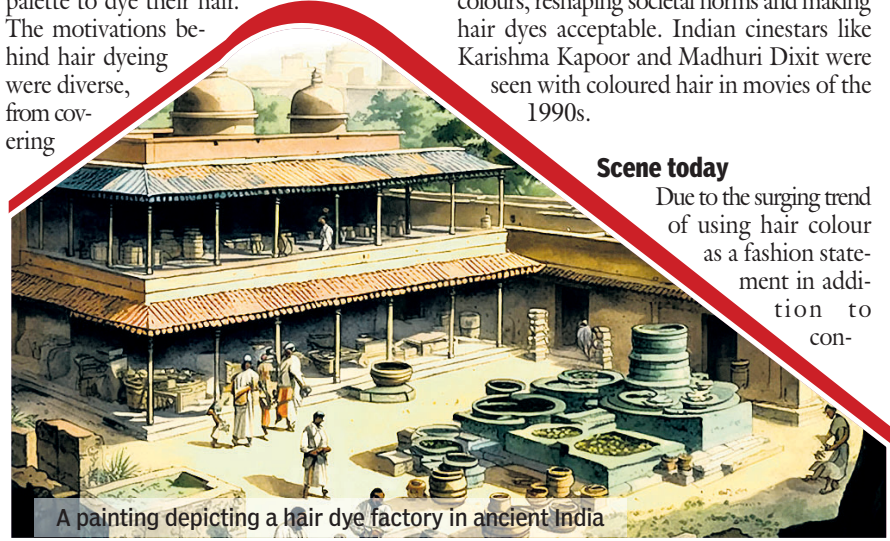 palette to dye their hair.
The motivations be-
hind hair dyeing
were diverse,
from cov-
ering
colours, reshaping societal norms and making
hair dyes acceptable. Indian cinestars like
Karishma Kapoor and Madhuri Dixit were
seen with coloured hair in movies of the
1990s.
Scene today
Due to the surging trend
of using hair colour
as a fashion state-
ment in addi-
tion to
con-
A painting depicting a hair dye factory in ancient India